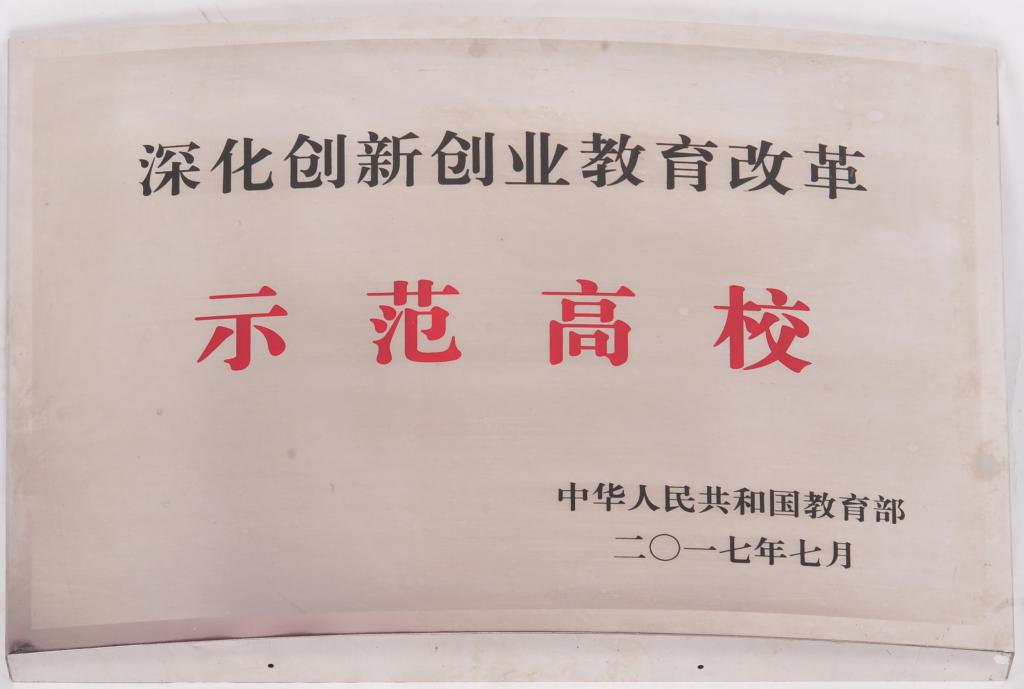 深化创新创业教育改革
示范高校
中华人民共和国教育部
二〇一七年七月